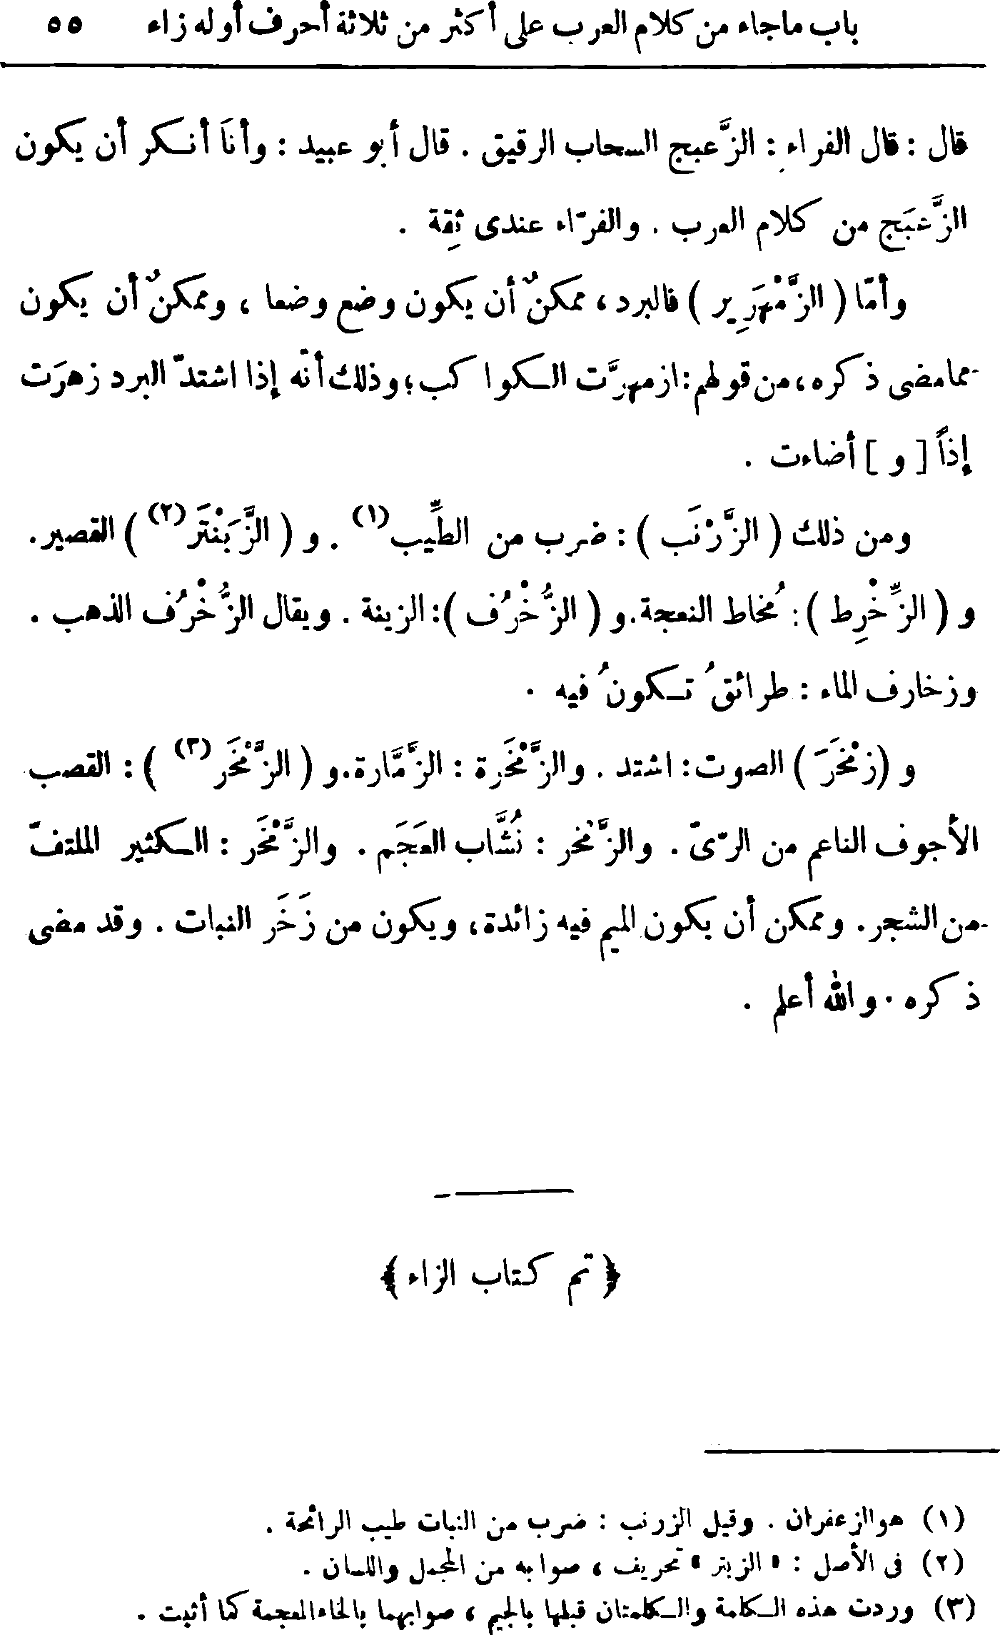 باب ما جاء من كلام العرب على أكثر من ثلاثة أحرف أوله زاء ٥٥
قال : قال الفراء : الزَّعبج السحاب الرقيق . قال أبو عبيد : وأنا أنكر أن يكون
الزَّعْبَج من كلام العرب . والفرّاء عندى ثِقة .
وأمّا ( الزَّمْهَرِير ) فالبرد ، ممكنٌ أن يكون وضع وضعا ، وممكنٌ أن يكون
مما مضى ذكره ، من قولهم : ازمهرَّت الكواكب ؛ وذلك أنّه إذا اشتدّ البرد زهرَت
إذاً [ و ] أضاءت .
ومن ذلك ( الزَّرْنَب ) : ضرب من الطِّيب (١) . و ( الزَّبَنْتَر (٢) ) القصير .
و ( الزِّخْرِط ) : مُخاط النعجة . و ( الزُّخْرُف ) : الزينة . ويقال الزُّخْرُف الذهب .
وزخارف الماء : طرائقُ تكونُ فيه .
و ( زَمْخَرَ ) الصوت : اشتد . والزَّمْخَرة : الزَّمَّارة . و ( الزَّمْخَر (٣) ) : القصب
الأجوف الناعم من الرّىّ . والزَّمْخر : نُشَّاب العَجَم . والزَّمْخَر : الكثير الملتفّ
من الشجر . وممكن أن يكون الميم فيه زائدة ، ويكون من زَخَر النبات . وقد مضى
ذكره . والله أعلم .
﴿ تم كتاب الزاء ﴾
(١) هو الزعفران . وقيل الزرنب : ضرب من النبات طيب الرائحة .
(٢) فى الأصل : « الزبتر » تحريف ، صوابه من المجمل واللسان .
(٣) وردت هذه الكلمة والكلمتان قبلها بالجيم ، صوابهما بالخاء المعجمة كما أثبت .